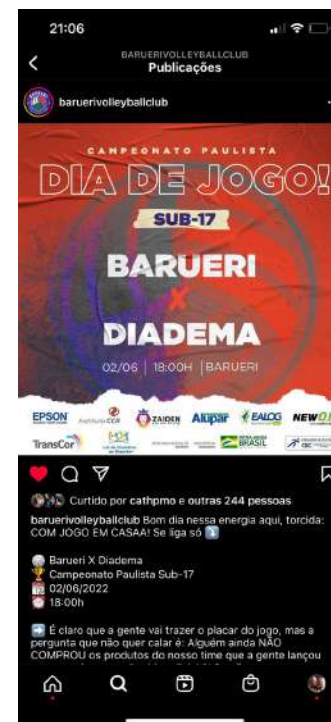 21:06
BARUERIVOLLEYBALLCLUB
Publicações
baruerivolleyballclub
CAMPEONATO PAULISTA
DIA DE JOGO!
SUB-17
BARUERI
X
DIADEMA
02/06 | 18:00H | BARUERI
EPSON
Instituto CCR
ZAIDEN
Alupar
EALOG
TransCor
BRASIL
Curtido por cathpmo e outras 244 pessoas
baruerivolleyballclub Bom dia nessa energia aqui, torcida:
COM JOGO EM CASAA! Se liga só
Barueri X Diadema
Campeonato Paulista Sub-17
02/06/2022
18:00h
É claro que a gente vai trazer o placar do jogo, mas a
pergunta que não quer calar é: Alguém ainda NÃO
COMPROU os produtos do nosso time que a gente lançou